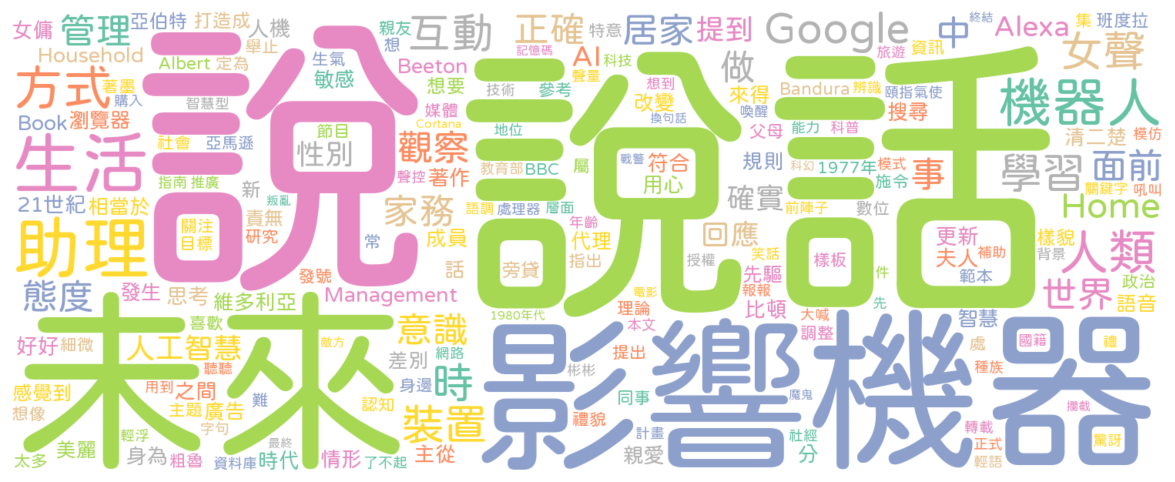 說
說話
未來
影響
機器
生活
助理
方式
機器人
人類
世界
學習
互動
Google
中
Alexa
女聲
居家
提到
正確
管理
女傭
亞伯特
打造成
人機
舉止
Household
Albert
定為
著墨
智慧型
購入
Book
瀏覽器
社會
亞馬遜
指南
推廣
21世紀
相當於
新
叛亂
責無
關注
目標
研究
態度
發生
思考
維多利亞
喜歡
好好
細微
人工智慧
聽聽
感覺到
想像
用到
之間
主題
廣告
字句
美麗
輕浮
太多
身為
粗魯
資料庫
時代
最終
情形
了不起
難
敵方
認知
差別
身邊
網路
意識
時
裝置
主從
Management
發號
常
話
成員
家務
性別
節目
生氣
敏感
親友
想
記憶碼
終結
特意
AI
科技
聲童
Beeton
想要
媒體
Cortana
觀察
著作
聲控
技術
參考
地位
教育部
BBC
語調
處理器
層面
屬
戰警
符合
用心
換句話
改變
想到
做
來得
喚醒
父母
規則
確實
Bandura
辨識
旅遊
資訊
集
班度拉
頤指氣使
搜尋
能力
科普
科幻
1977年
模式
施令
事
前陣子
數位
清二楚
面前
模仿
關鍵字
吼叫
Home
更新
夫人
補助
範本
樣貌
背景
政治
語音
樣板
件
先
智慧
先驅
報報
比頓
大喊
調整
笑話
授權
回應
代理
年齡
指出
旁貸
電影
理論
本文
1980年代
提出
彬彬
禮貌
同事
計畫
親愛
魔鬼
社經
分
處
種族
國籍
禮
攔截
轉載
正式
輕語
驚訝